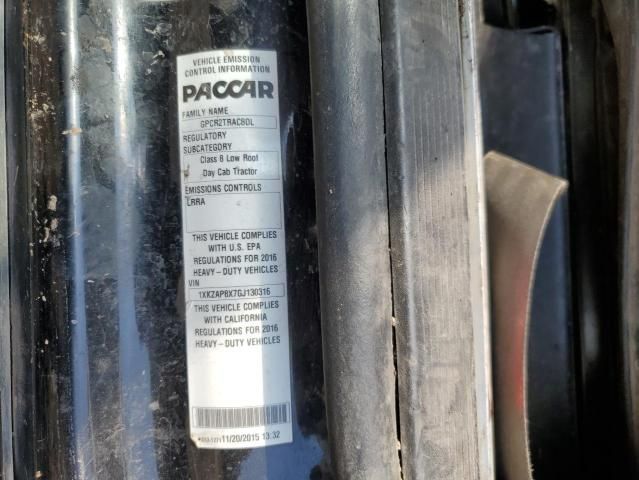 VEHICLE EMISSION
CONTROL INFORMATION
PACCAR
FAMILY NAME
GPCR2TRAC8DL
REGULATORY
SUBCATEGORY
Class 8 Low Roof
Day Cab Tractor
EMISSIONS CONTROLS
LRRA
THIS VEHICLE COMPLIES
WITH U.S. EPA
REGULATIONS FOR 2016
HEAVY-DUTY VEHICLES
VIN
1XKZAP8X7GJ130316
THIS VEHICLE COMPLIES
WITH CALIFORNIA
REGULATIONS FOR 2016
HEAVY-DUTY VEHICLES
11/20/2015 13:32